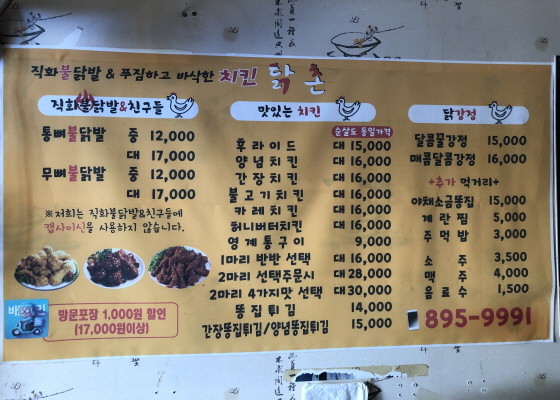 직화불닭발 & 푸짐하고 바삭한 치킨 닭촌
직화불닭발&친구들
통뼈불닭발 중 12,000
대 17,000
무뼈불닭발 중 12,000
대 17,000
※저희는 직화불닭발&친구들에
캡사이신을 사용하지 않습니다.
방문포장 1,000원 할인
(17,000원이상)
맛있는 치킨
순살도 동일가격
후라이드 대 15,000
양념치킨 대 16,000
간장치킨 대 16,000
불고기치킨 대 16,000
카레치킨 대 16,000
허니버터치킨 대 16,000
영계통구이 9,000
1마리 반반 선택 대 16,000
2마리 선택주문시 대 28,000
2마리 4가지맛 선택 대 30,000
똥집튀김 14,000
간장똥집튀김/양념똥집튀김 15,000
닭강정
달콤꿀강정 15,000
매콤달콤강정 16,000
+추가 먹거리+
야채소금똥집 15,000
계란찜 5,000
주먹밥 3,000
소주 3,500
맥주 4,000
음료수 1,500
895-9991